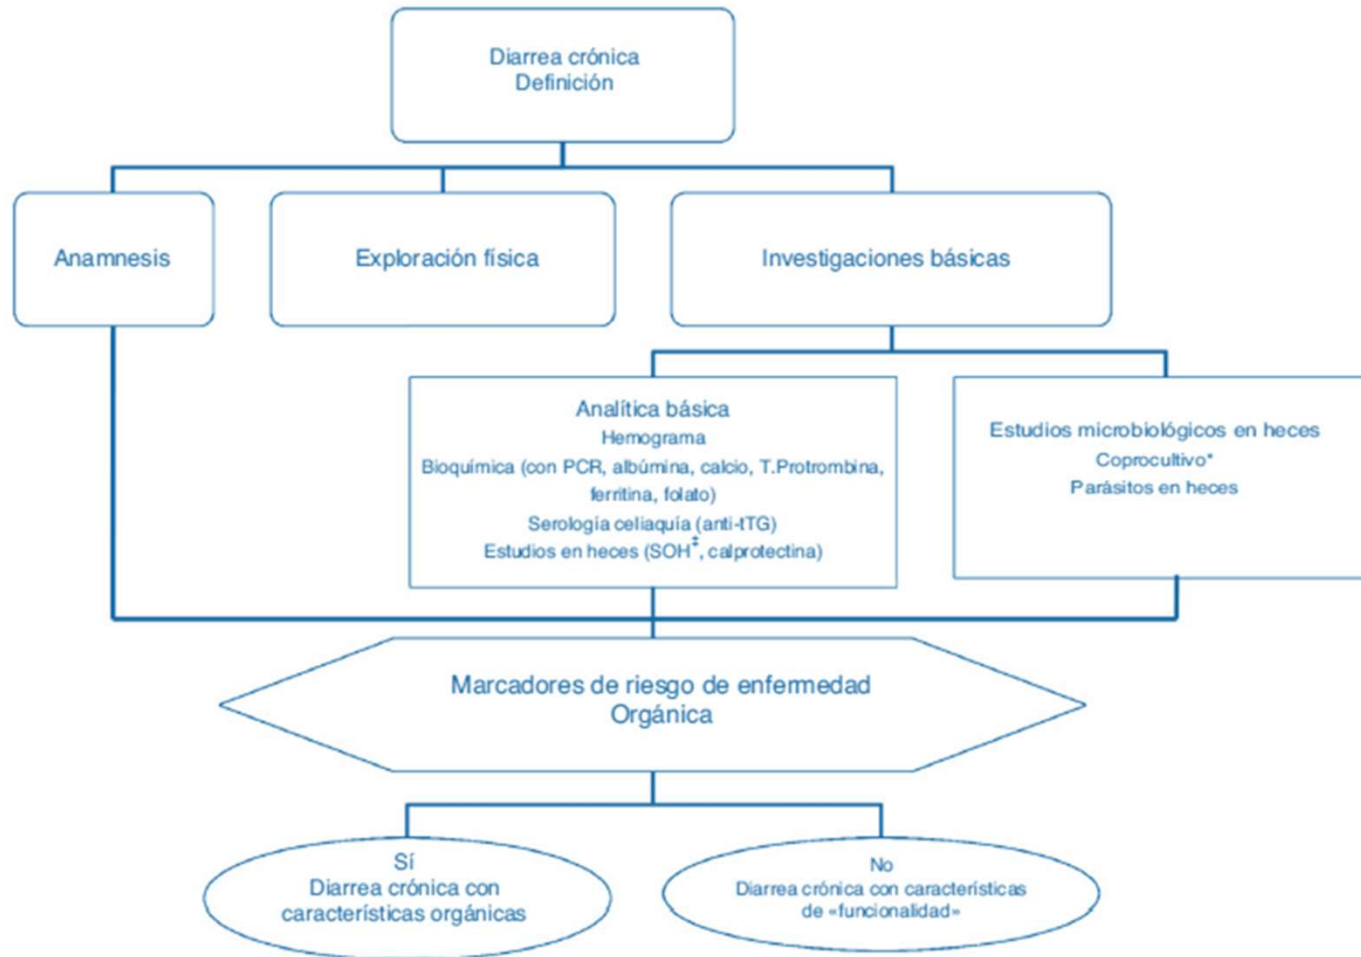 Diarrea crónica
Definición
Anamnesis
Exploración física
Investigaciones básicas
Analítica básica
Hemograma
Bioquímica (con PCR, albúmina, calcio, T.Protrombina,
ferritina, folato)
Serología celiaquía (anti-tTG)
Estudios en heces (SOH‡, calprotectina)
Estudios microbiológicos en heces
Coprocultivo*
Parásitos en heces
Marcadores de riesgo de enfermedad
Orgánica
Sí
Diarrea crónica con
características orgánicas
No
Diarrea crónica con características
de «funcionalidad»